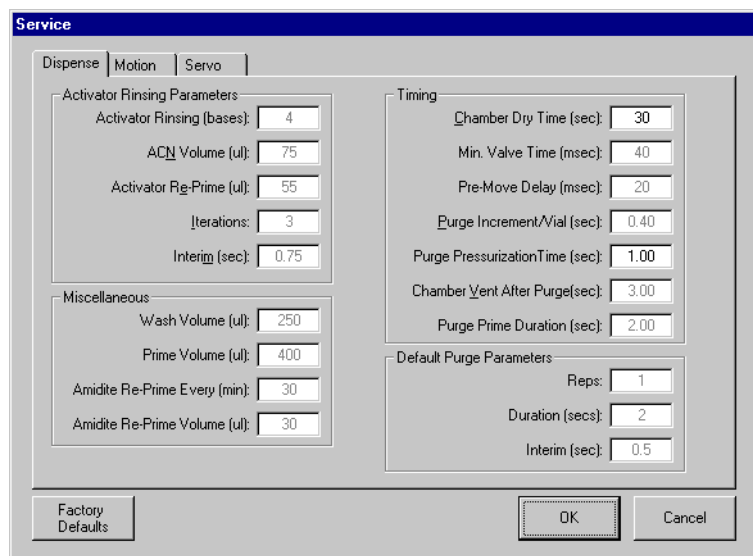 Service
Dispense Motion Servo
Activator Rinsing Parameters
Activator Rinsing (bases): 4
ACN Volume (ul): 75
Activator Re-Prime (ul): 55
Iterations: 3
Interim (sec): 0.75
Miscellaneous
Wash Volume (ul): 250
Prime Volume (ul): 400
Amidite Re-Prime Every (min): 30
Amidite Re-Prime Volume (ul): 30
Timing
Chamber Dry Time (sec): 30
Min. Valve Time (msec): 40
Pre-Move Delay (msec): 20
Purge Increment/Vial (sec): 0.40
Purge PressurizationTime (sec): 1.00
Chamber Vent After Purge(sec): 3.00
Purge Prime Duration (sec): 2.00
Default Purge Parameters
Reps: 1
Duration (secs): 2
Interim (sec): 0.5
Factory
Defaults
OK
Cancel